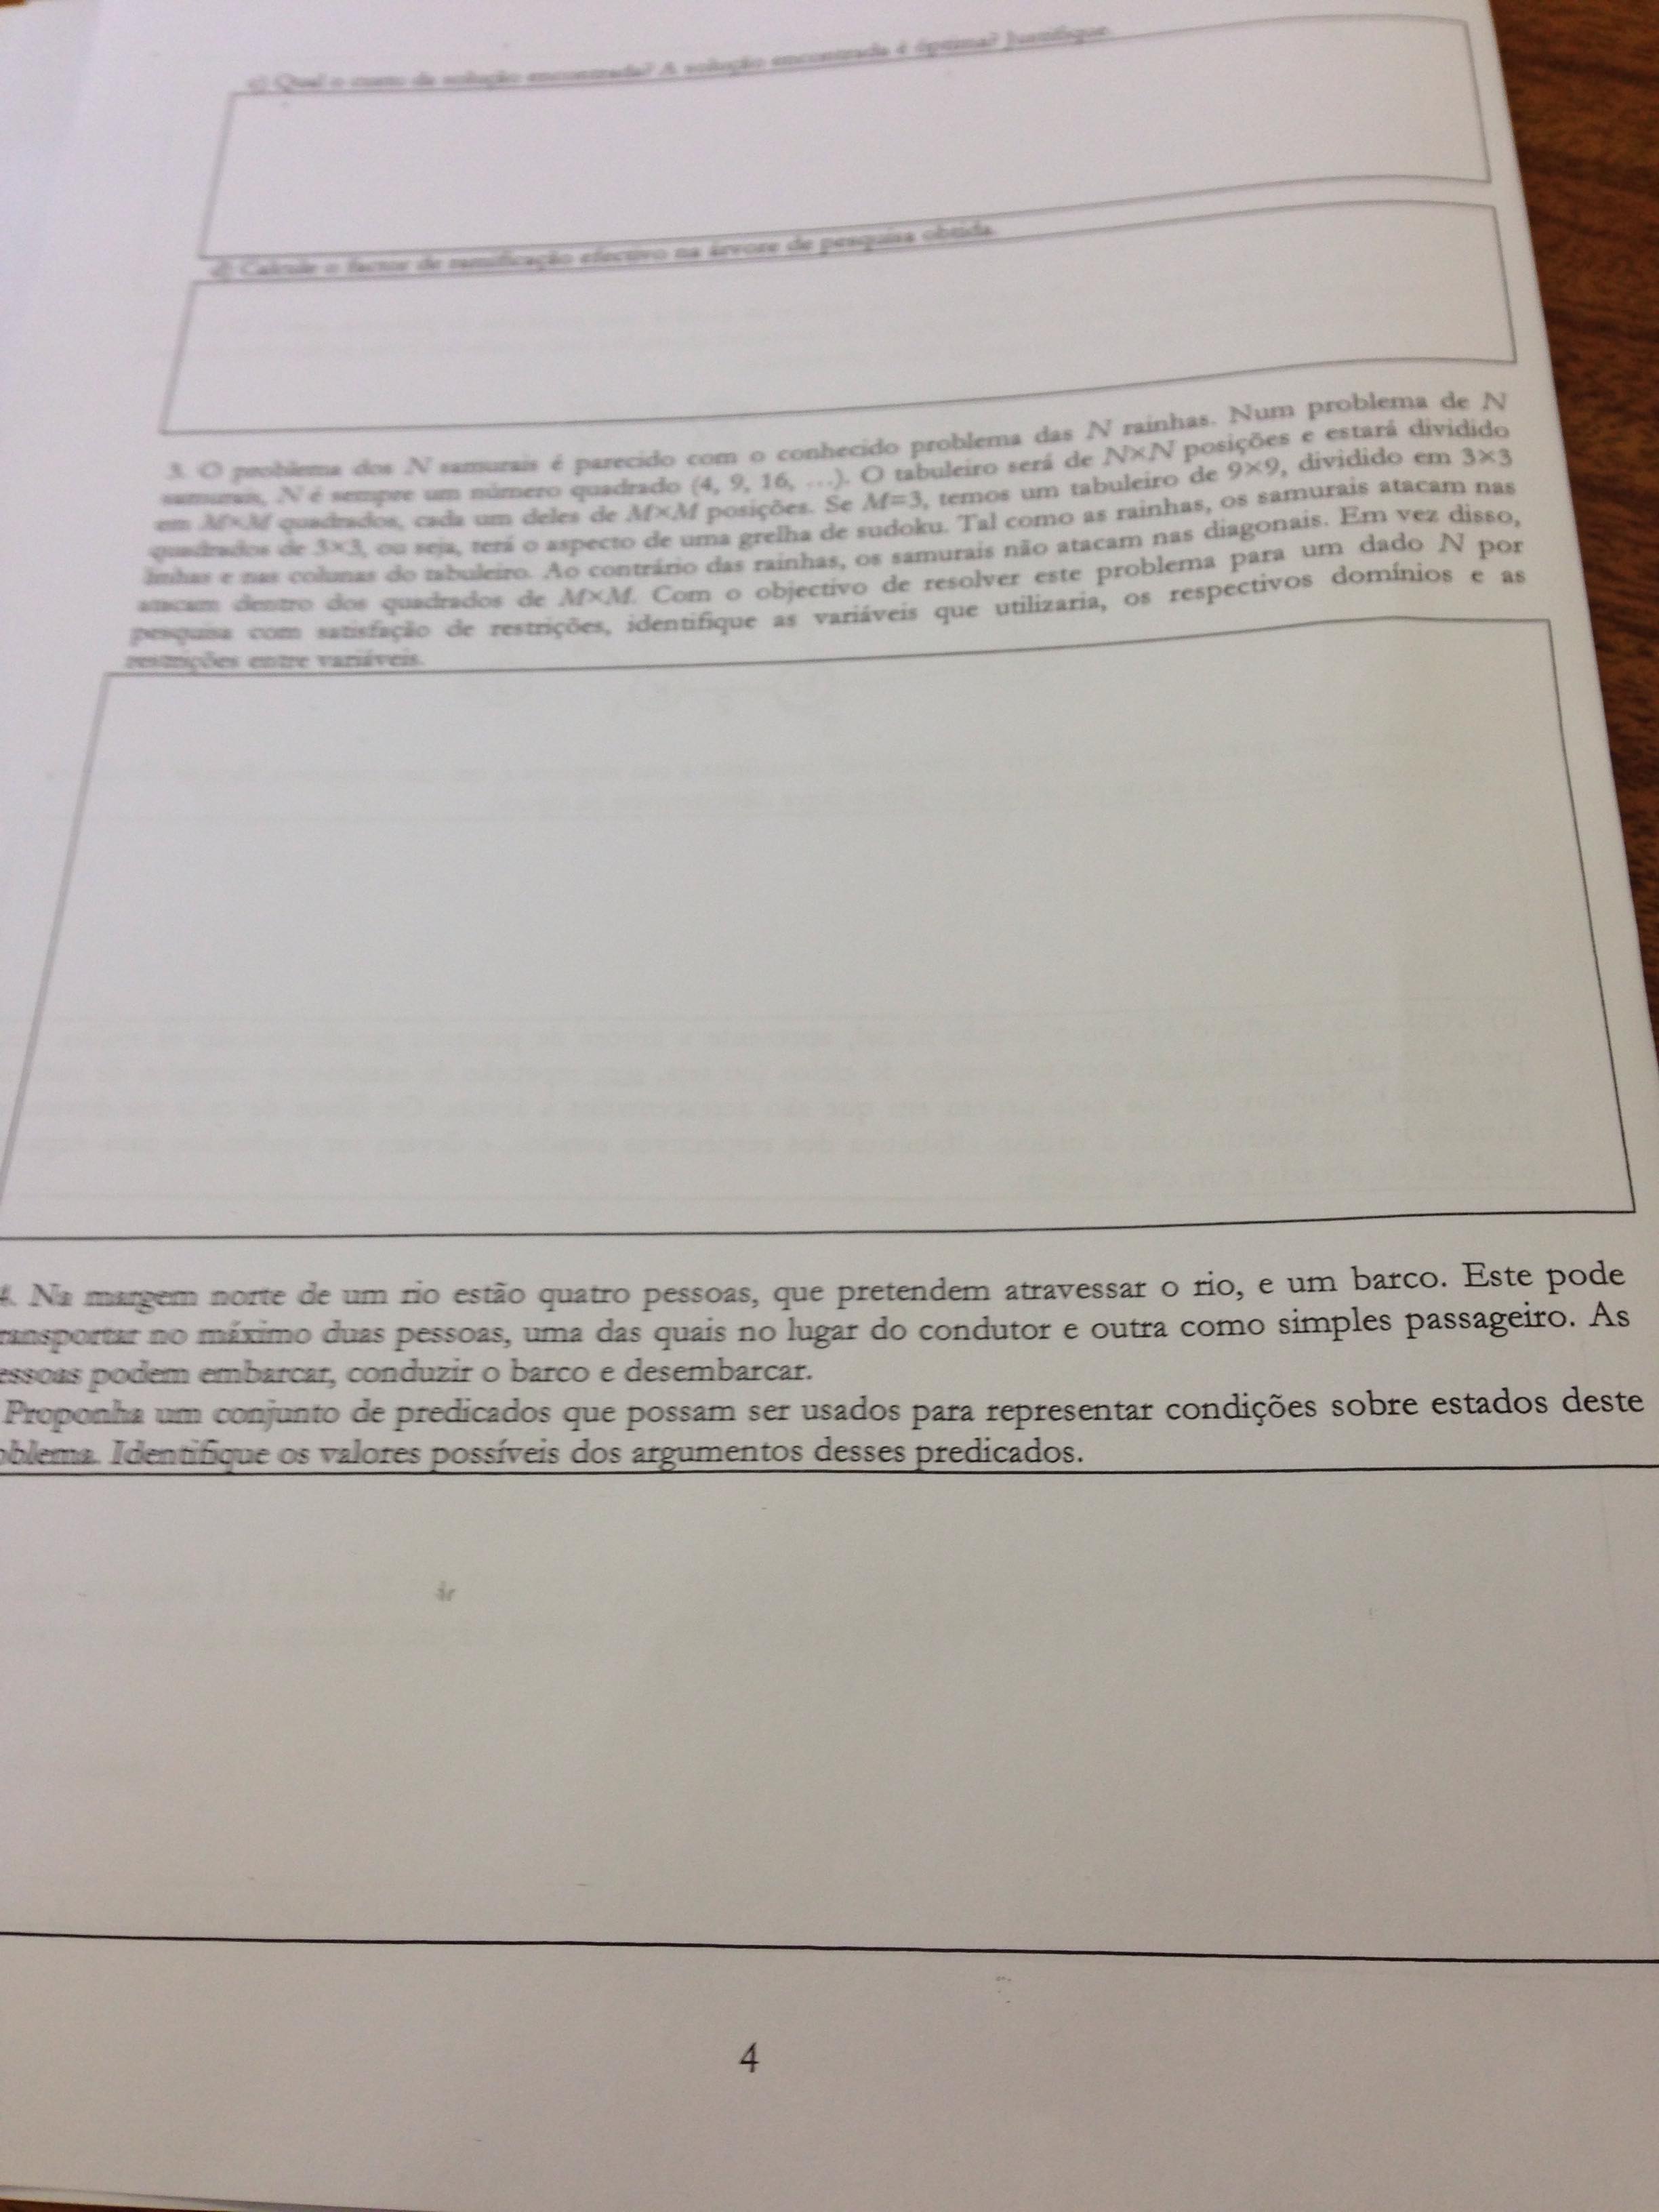 c) Qual o custo da solução encontrada? A solução encontrada é óptima? Justifique.
d) Calcule o factor de ramificação efectivo na árvore de pesquisa obtida.
3. O problema dos N samurais é parecido com o conhecido problema das N rainhas. Num problema de N
samurais, N é sempre um número quadrado (4, 9, 16, ...). O tabuleiro será de N×N posições e estará dividido
em M×M quadrados, cada um deles de M×M posições. Se M=3, temos um tabuleiro de 9×9, dividido em 3×3
quadrados de 3×3, ou seja, terá o aspecto de uma grelha de sudoku. Tal como as rainhas, os samurais atacam nas
linhas e nas colunas do tabuleiro. Ao contrário das rainhas, os samurais não atacam nas diagonais. Em vez disso,
atacam dentro dos quadrados de M×M. Com o objectivo de resolver este problema para um dado N por
pesquisa com satisfação de restrições, identifique as variáveis que utilizaria, os respectivos domínios e as
restrições entre variáveis.
4. Na margem norte de um rio estão quatro pessoas, que pretendem atravessar o rio, e um barco. Este pode
ransportar no máximo duas pessoas, uma das quais no lugar do condutor e outra como simples passageiro. As
essoas podem embarcar, conduzir o barco e desembarcar.
Proponha um conjunto de predicados que possam ser usados para representar condições sobre estados deste
oblema. Identifique os valores possíveis dos argumentos desses predicados.
4